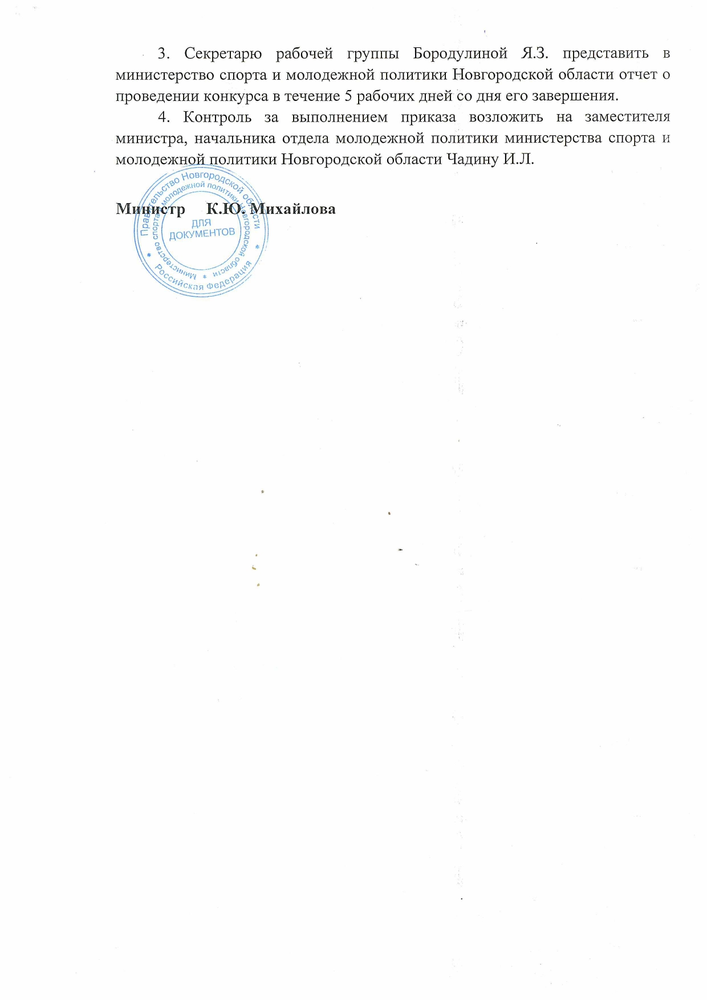 3. Секретарю рабочей группы Бородулиной Я.З. представить в
министерство спорта и молодежной политики Новгородской области отчет о
проведении конкурса в течение 5 рабочих дней со дня его завершения.
4. Контроль за выполнением приказа возложить на заместителя
министра, начальника отдела молодежной политики министерства спорта и
молодежной политики Новгородской области Чадину И.Л.
Министр К.Ю. Михайлова
Правительство Новгородской области
* Российская Федерация *
Министерство спорта и молодежной политики Новгородской области *
ДЛЯ
ДОКУМЕНТОВ